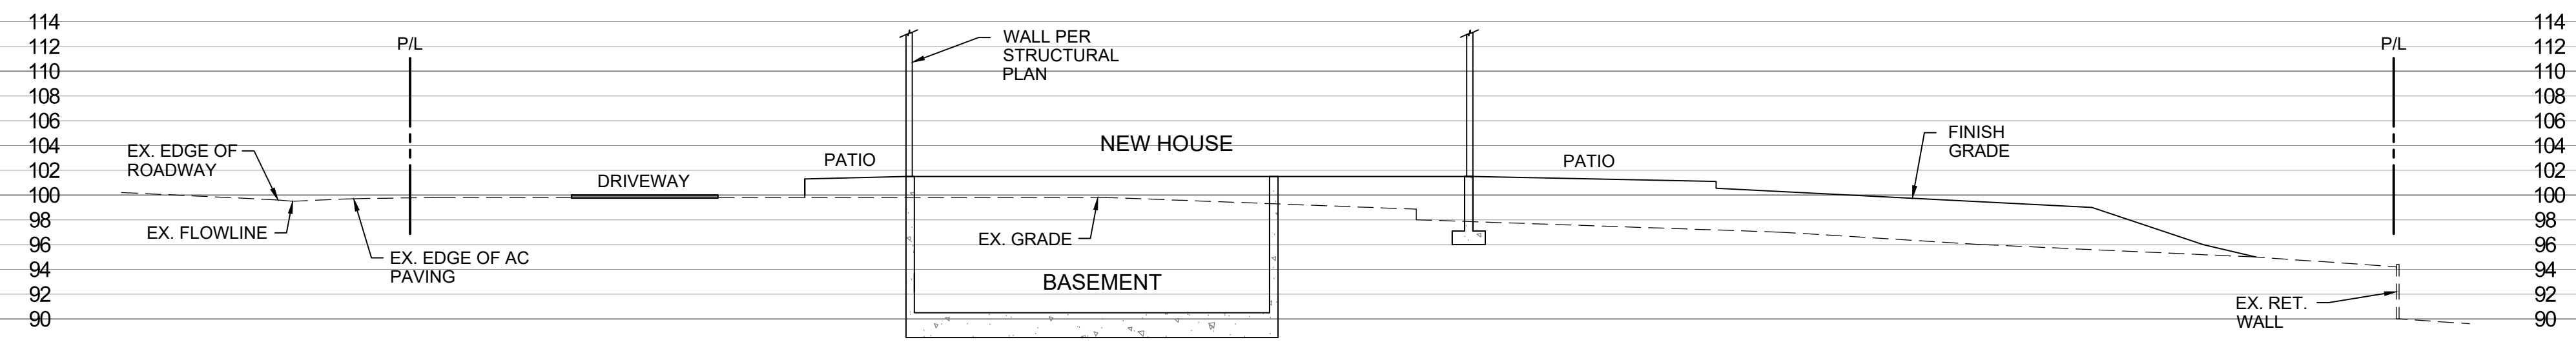 114
112
110
108
106
104
102
100
98
96
94
92
90
P/L
EX. EDGE OF
ROADWAY
EX. FLOWLINE
EX. EDGE OF AC
PAVING
DRIVEWAY
PATIO
WALL PER
STRUCTURAL
PLAN
NEW HOUSE
EX. GRADE
BASEMENT
PATIO
FINISH
GRADE
P/L
EX. RET.
WALL
114
112
110
108
106
104
102
100
98
96
94
92
90